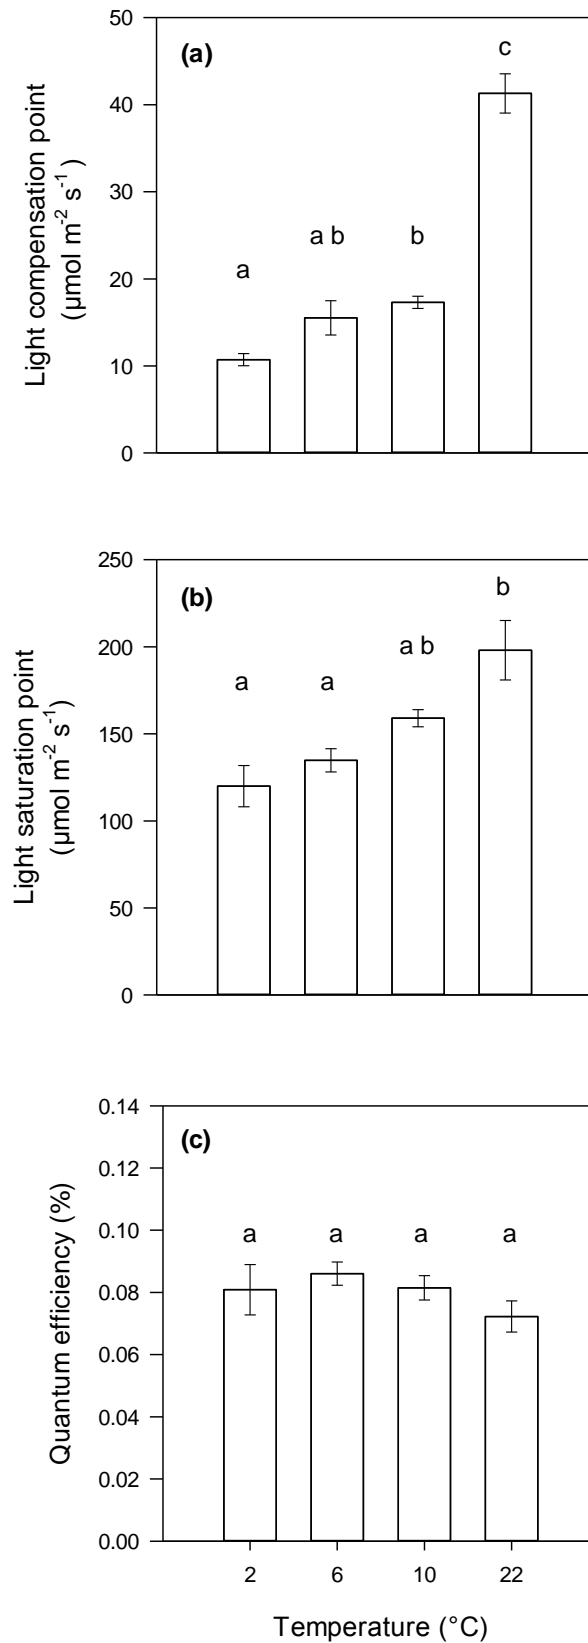 50
(a)
c
40
30
a b
b
20
a
10
0
Light compensation point
(µmol m⁻² s⁻¹ )
250
(b)
b
200
a b
a
a
150
100
50
0
Light saturation point
(µmol m⁻² s⁻¹)
0.14
(c)
0.12
0.10
a
a
a
a
0.08
0.06
0.04
0.02
0.00
Quantum efficiency (%)
2
6
10
22
Temperature (°C)